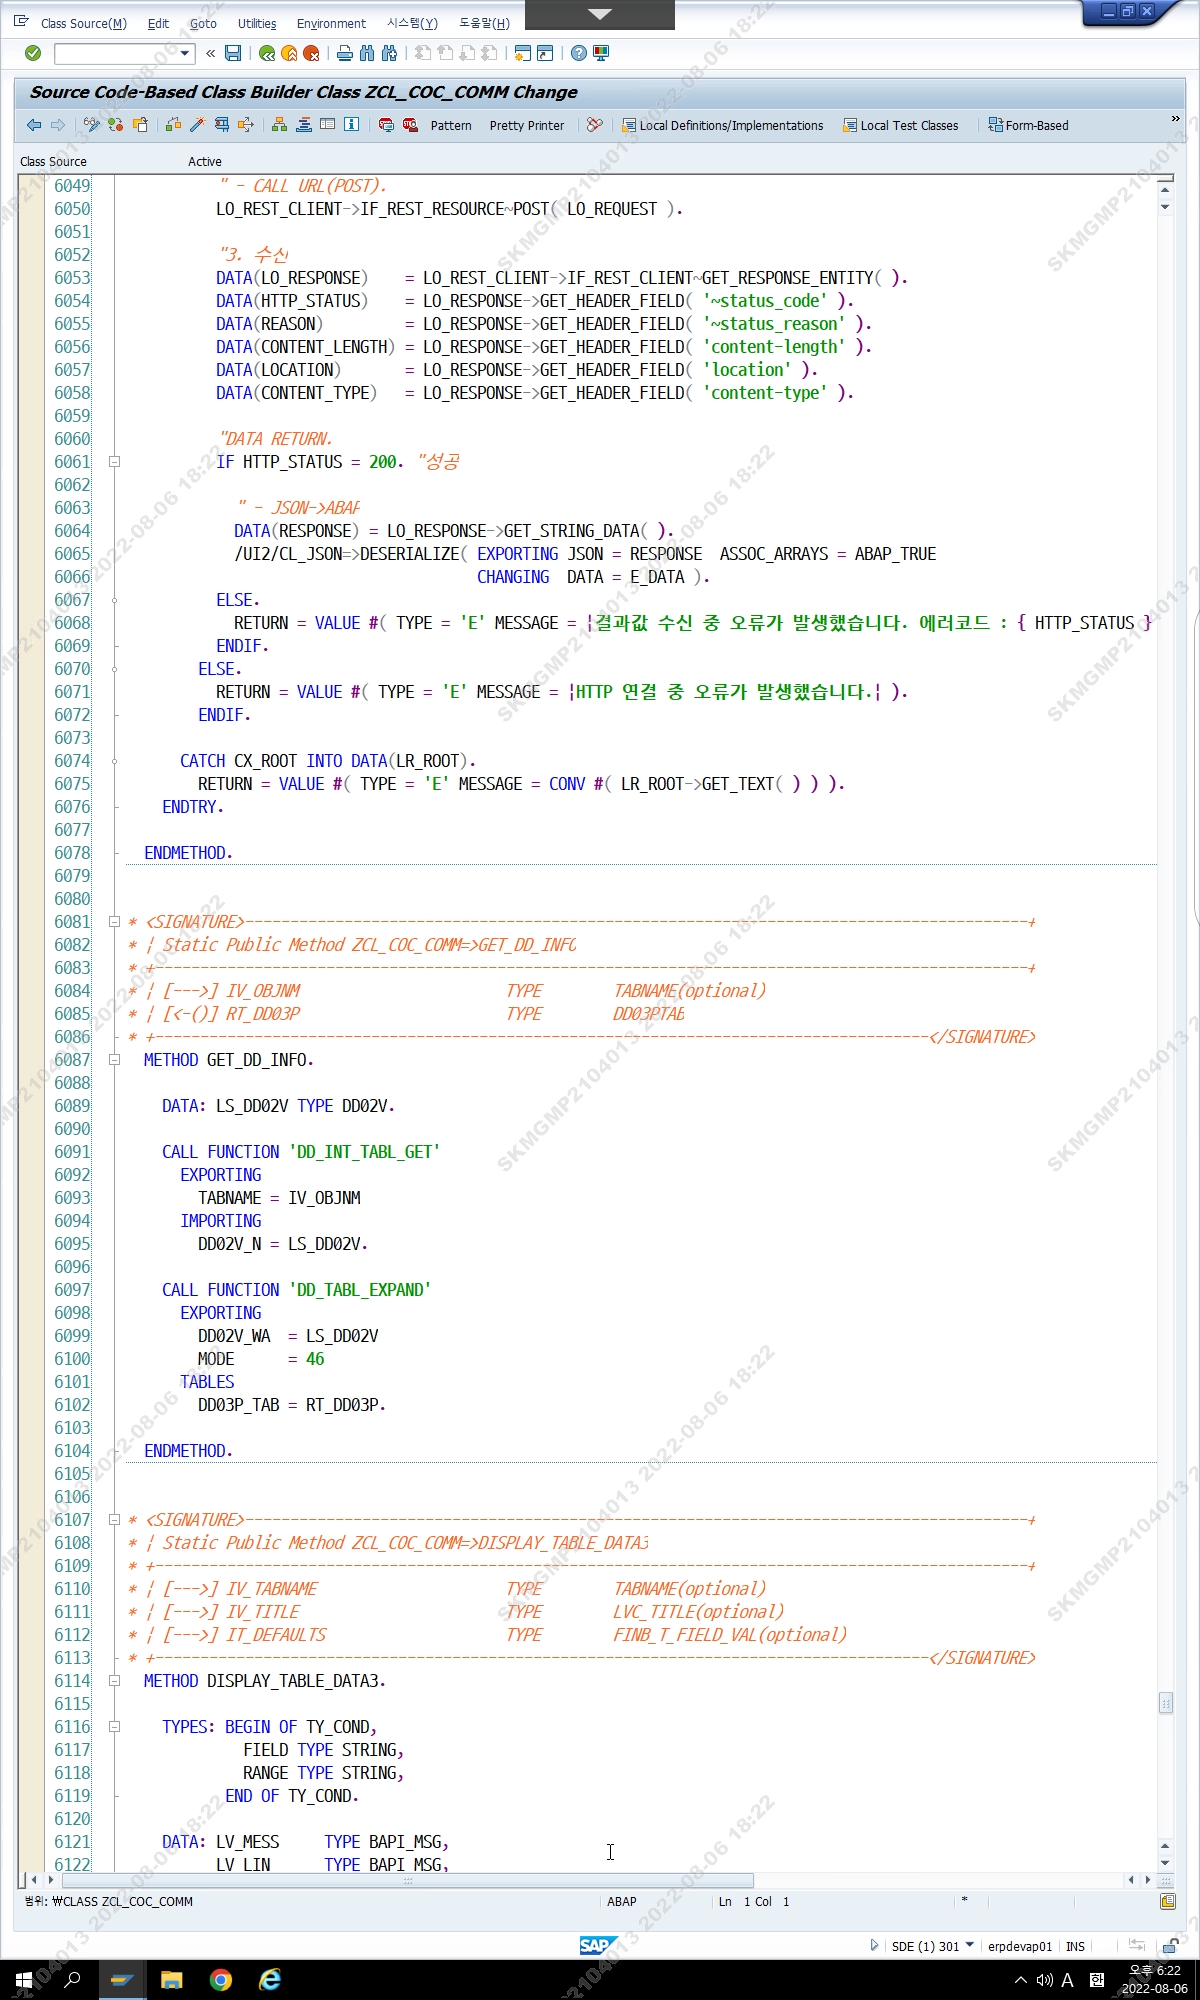 Class Source(M) Edit Goto Utilities Environment 시스템(Y) 도움말(H)
Source Code-Based Class Builder Class ZCL_COC_COMM Change
Pattern Pretty Printer Local Definitions/Implementations Local Test Classes Form-Based »
Class Source Active
6049 " - CALL URL(POST).
6050 LO_REST_CLIENT->IF_REST_RESOURCE~POST( LO_REQUEST ).
6051
6052 "3. 수신
6053 DATA(LO_RESPONSE) = LO_REST_CLIENT->IF_REST_CLIENT~GET_RESPONSE_ENTITY( ).
6054 DATA(HTTP_STATUS) = LO_RESPONSE->GET_HEADER_FIELD( '~status_code' ).
6055 DATA(REASON) = LO_RESPONSE->GET_HEADER_FIELD( '~status_reason' ).
6056 DATA(CONTENT_LENGTH) = LO_RESPONSE->GET_HEADER_FIELD( 'content-length' ).
6057 DATA(LOCATION) = LO_RESPONSE->GET_HEADER_FIELD( 'location' ).
6058 DATA(CONTENT_TYPE) = LO_RESPONSE->GET_HEADER_FIELD( 'content-type' ).
6059
6060 "DATA RETURN.
6061 IF HTTP_STATUS = 200. "성공
6062
6063 " - JSON->ABAP
6064 DATA(RESPONSE) = LO_RESPONSE->GET_STRING_DATA( ).
6065 /UI2/CL_JSON=>DESERIALIZE( EXPORTING JSON = RESPONSE ASSOC_ARRAYS = ABAP_TRUE
6066 CHANGING DATA = E_DATA ).
6067 ELSE.
6068 RETURN = VALUE #( TYPE = 'E' MESSAGE = |결과값 수신 중 오류가 발생했습니다. 에러코드 : { HTTP_STATUS }
6069 ENDIF.
6070 ELSE.
6071 RETURN = VALUE #( TYPE = 'E' MESSAGE = |HTTP 연결 중 오류가 발생했습니다.| ).
6072 ENDIF.
6073
6074 CATCH CX_ROOT INTO DATA(LR_ROOT).
6075 RETURN = VALUE #( TYPE = 'E' MESSAGE = CONV #( LR_ROOT->GET_TEXT( ) ) ).
6076 ENDTRY.
6077
6078 ENDMETHOD.
6079
6080
6081 * <SIGNATURE>---------------------------------------------------------------------------------------+
6082 * | Static Public Method ZCL_COC_COMM=>GET_DD_INFO
6083 * +-------------------------------------------------------------------------------------------------+
6084 * | [--->] IV_OBJNM TYPE TABNAME(optional)
6085 * | [<-()] RT_DD03P TYPE DD03PTAB
6086 * +--------------------------------------------------------------------------------------</SIGNATURE>
6087 METHOD GET_DD_INFO.
6088
6089 DATA: LS_DD02V TYPE DD02V.
6090
6091 CALL FUNCTION 'DD_INT_TABL_GET'
6092 EXPORTING
6093 TABNAME = IV_OBJNM
6094 IMPORTING
6095 DD02V_N = LS_DD02V.
6096
6097 CALL FUNCTION 'DD_TABL_EXPAND'
6098 EXPORTING
6099 DD02V_WA = LS_DD02V
6100 MODE = 46
6101 TABLES
6102 DD03P_TAB = RT_DD03P.
6103
6104 ENDMETHOD.
6105
6106
6107 * <SIGNATURE>---------------------------------------------------------------------------------------+
6108 * | Static Public Method ZCL_COC_COMM=>DISPLAY_TABLE_DATA3
6109 * +-------------------------------------------------------------------------------------------------+
6110 * | [--->] IV_TABNAME TYPE TABNAME(optional)
6111 * | [--->] IV_TITLE TYPE LVC_TITLE(optional)
6112 * | [--->] IT_DEFAULTS TYPE FINB_T_FIELD_VAL(optional)
6113 * +--------------------------------------------------------------------------------------</SIGNATURE>
6114 METHOD DISPLAY_TABLE_DATA3.
6115
6116 TYPES: BEGIN OF TY_COND,
6117 FIELD TYPE STRING,
6118 RANGE TYPE STRING,
6119 END OF TY_COND.
6120
6121 DATA: LV_MESS TYPE BAPI_MSG,
6122 LV_LIN TYPE BAPI_MSG,
범위: ₩CLASS ZCL_COC_COMM ABAP Ln 1 Col 1 *
SAP SDE (1) 301 erpdevap01 INS
A 한 오후 6:22
2022-08-06
SKMGMP2104013 2022-08-06 18:22